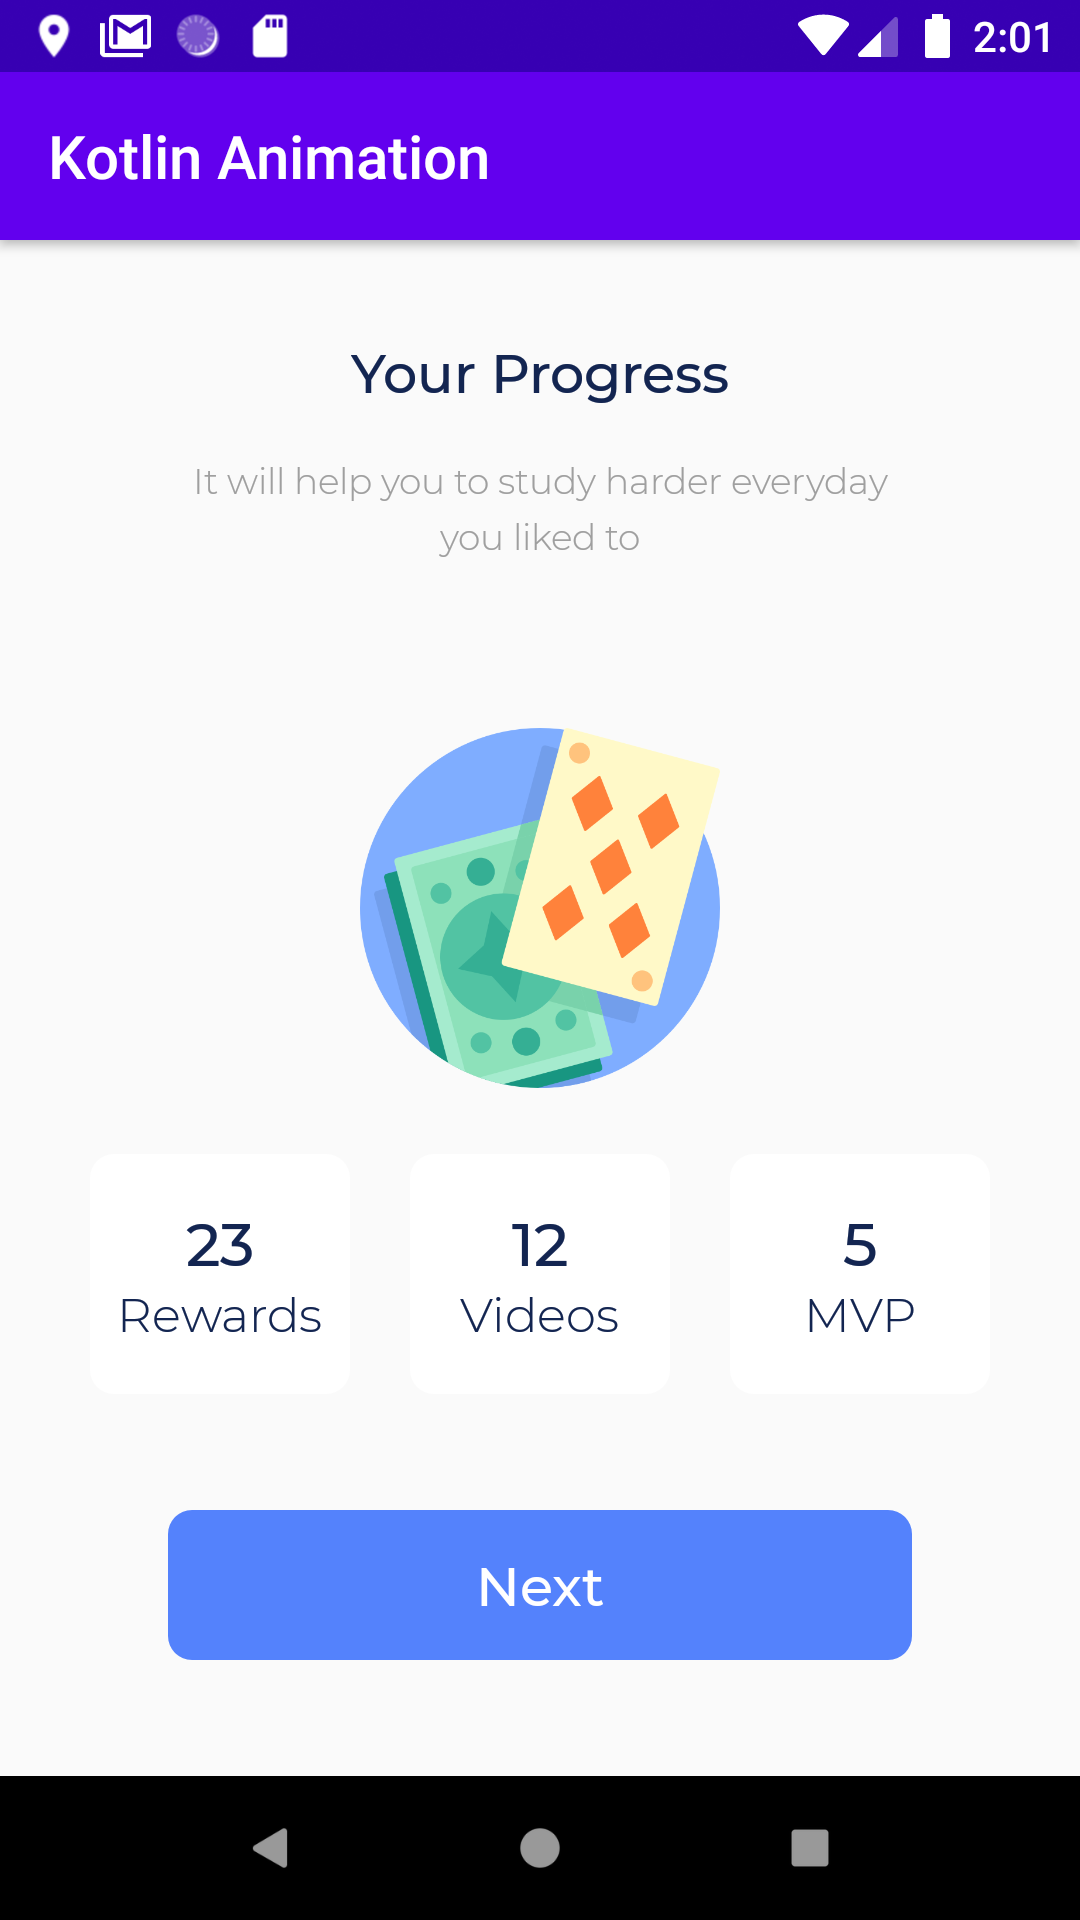 2:01
Kotlin Animation
Your Progress
It will help you to study harder everyday
you liked to
23
Rewards
12
Videos
5
MVP
Next